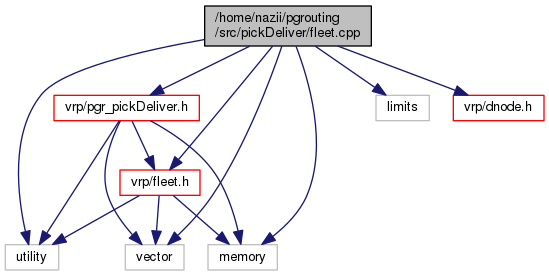 /home/nazii/pgrouting
/src/pickDeliver/fleet.cpp
vrp/pgr_pickDeliver.h
limits
vrp/dnode.h
vrp/fleet.h
utility
vector
memory